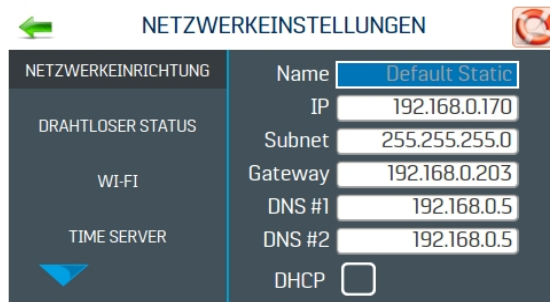 NETZWERKEINSTELLUNGEN
NETZWERKEINRICHTUNG
DRAHTLOSER STATUS
WI-FI
TIME SERVER
Name Default Static
IP 192.168.0.170
Subnet 255.255.255.0
Gateway 192.168.0.203
DNS #1 192.168.0.5
DNS #2 192.168.0.5
DHCP